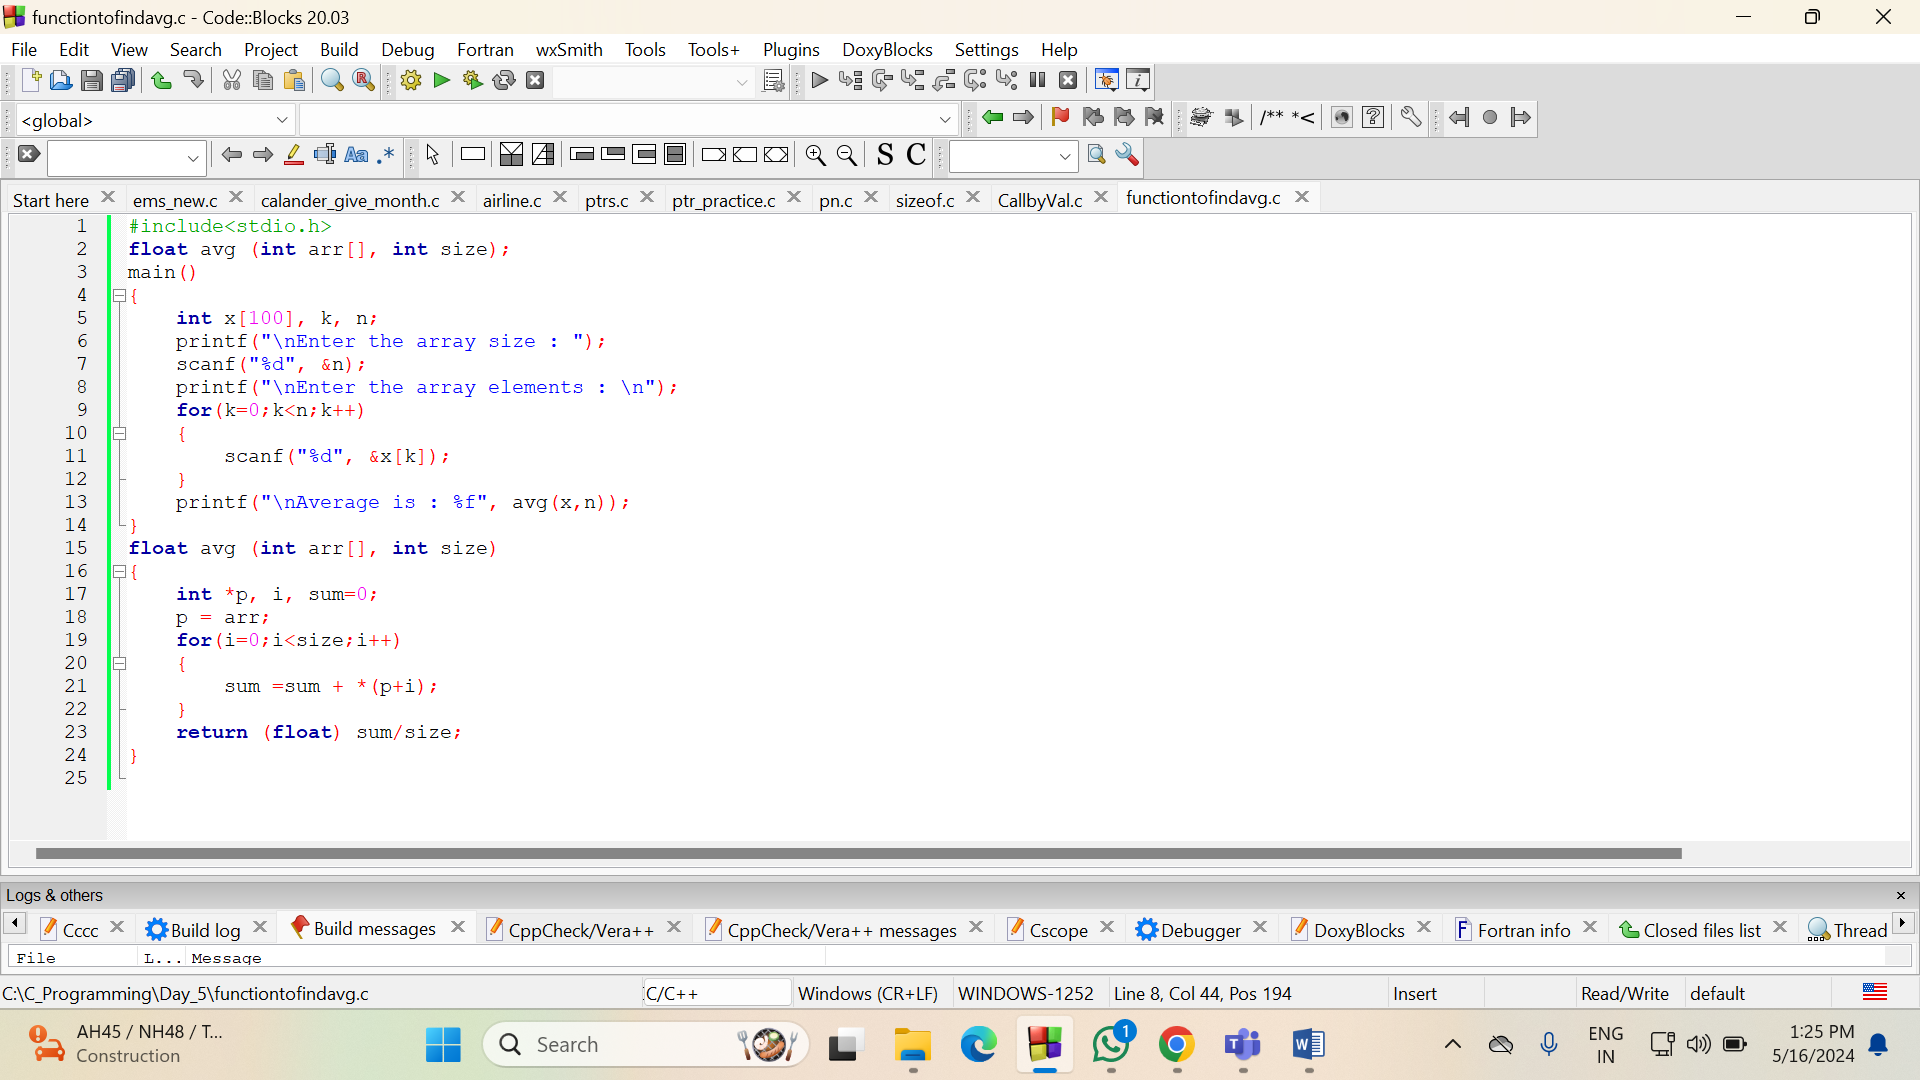 functiontofindavg.c - Code::Blocks 20.03
File Edit View Search Project Build Debug Fortran wxSmith Tools Tools+ Plugins DoxyBlocks Settings Help
<global>
/** *<
Aa .* S C
Start here ems_new.c calander_give_month.c airline.c ptrs.c ptr_practice.c pn.c sizeof.c CallbyVal.c functiontofindavg.c
1 #include<stdio.h>
2 float avg (int arr[], int size);
3 main()
4 {
5 int x[100], k, n;
6 printf("\nEnter the array size : ");
7 scanf("%d", &n);
8 printf("\nEnter the array elements : \n");
9 for(k=0;k<n;k++)
10 {
11 scanf("%d", &x[k]);
12 }
13 printf("\nAverage is : %f", avg(x,n));
14 }
15 float avg (int arr[], int size)
16 {
17 int *p, i, sum=0;
18 p = arr;
19 for(i=0;i<size;i++)
20 {
21 sum =sum + *(p+i);
22 }
23 return (float) sum/size;
24 }
25
Logs & others
Cccc Build log Build messages CppCheck/Vera++ CppCheck/Vera++ messages Cscope Debugger DoxyBlocks Fortran info Closed files list Thread
File L... Message
C:\C_Programming\Day_5\functiontofindavg.c C/C++ Windows (CR+LF) WINDOWS-1252 Line 8, Col 44, Pos 194 Insert Read/Write default
AH45 / NH48 / T...
Construction
Search
1
ENG
IN
1:25 PM
5/16/2024